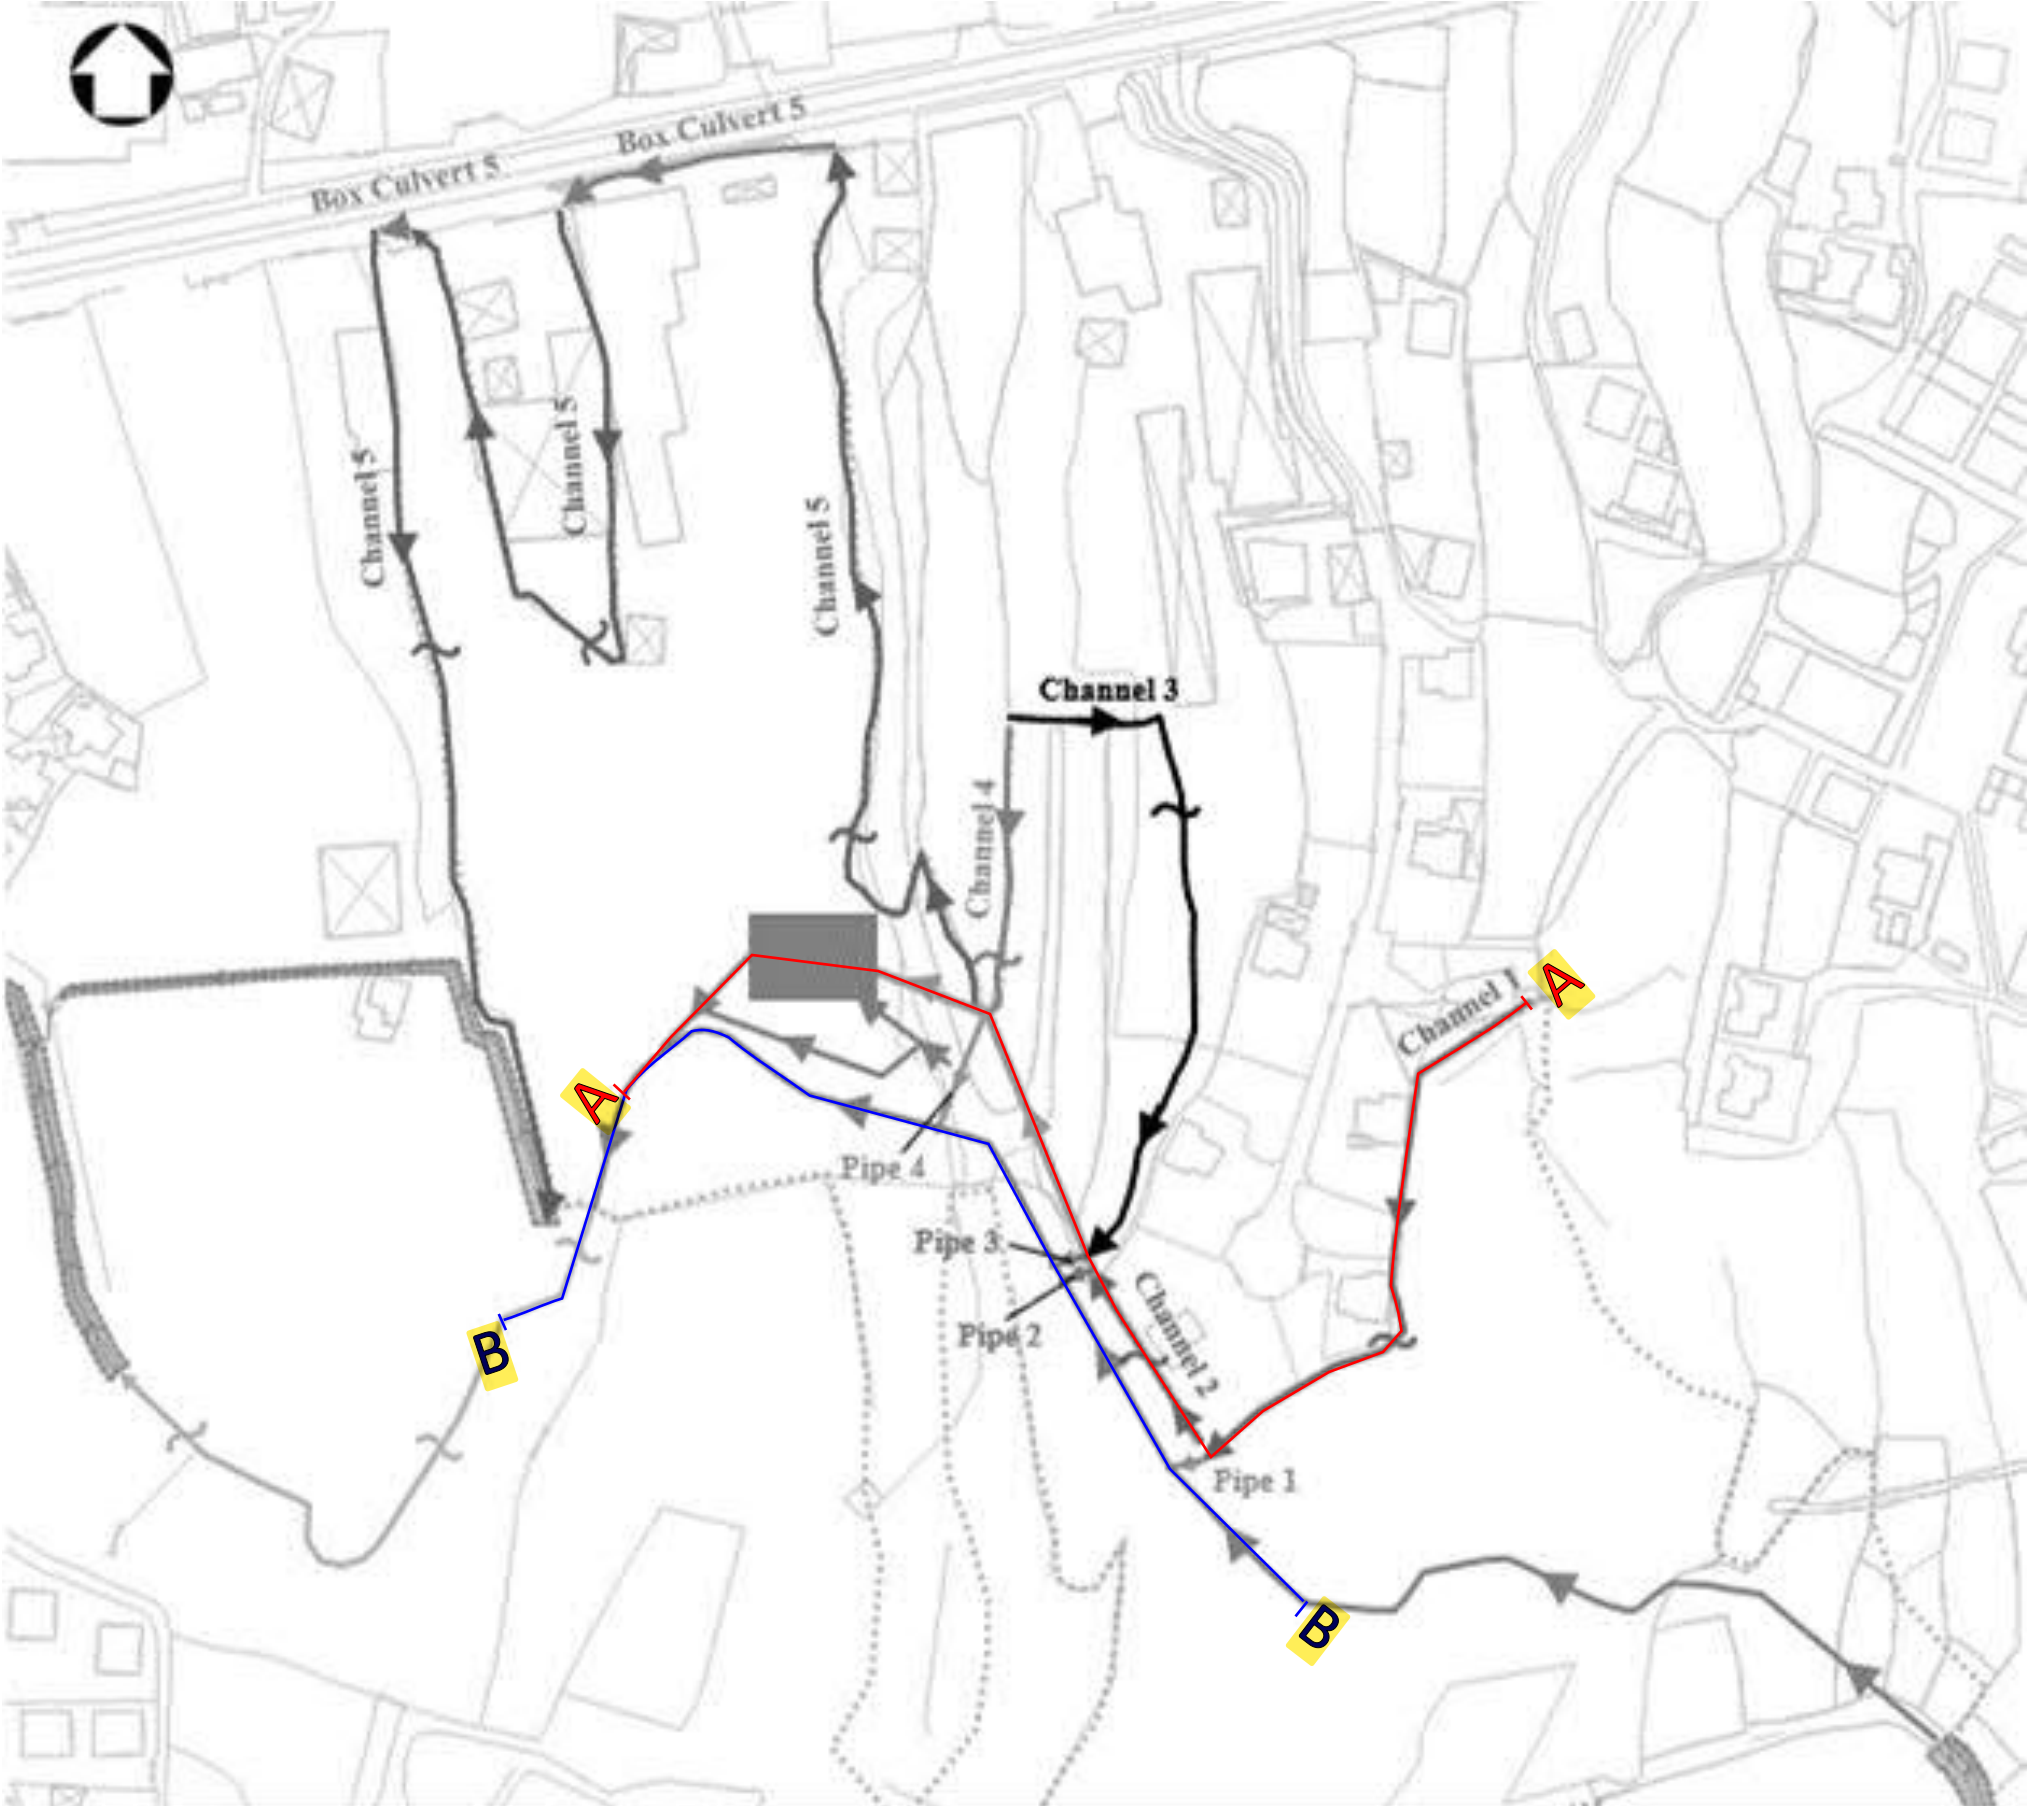 Box Culvert 5
Box Culvert 5
Channel 5
Channel 5
Channel 5
Channel 3
Channel 4
Channel 1
A
A
Pipe 4
Pipe 3
Channel 2
Pipe 2
B
Pipe 1
B